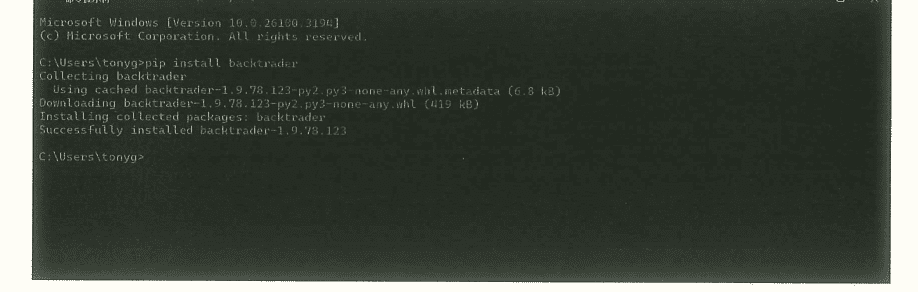 Microsoft Windows [Version 10.0.26100.3194]
(c) Microsoft Corporation. All rights reserved.
C:\Users\tonyg>pip install backtrader
Collecting backtrader
Using cached backtrader-1.9.78.123-py2.py3-none-any.whl.metadata (6.8 kB)
Downloading backtrader-1.9.78.123-py2.py3-none-any.whl (419 kB)
Installing collected packages: backtrader
Successfully installed backtrader-1.9.78.123
C:\Users\tonyg>